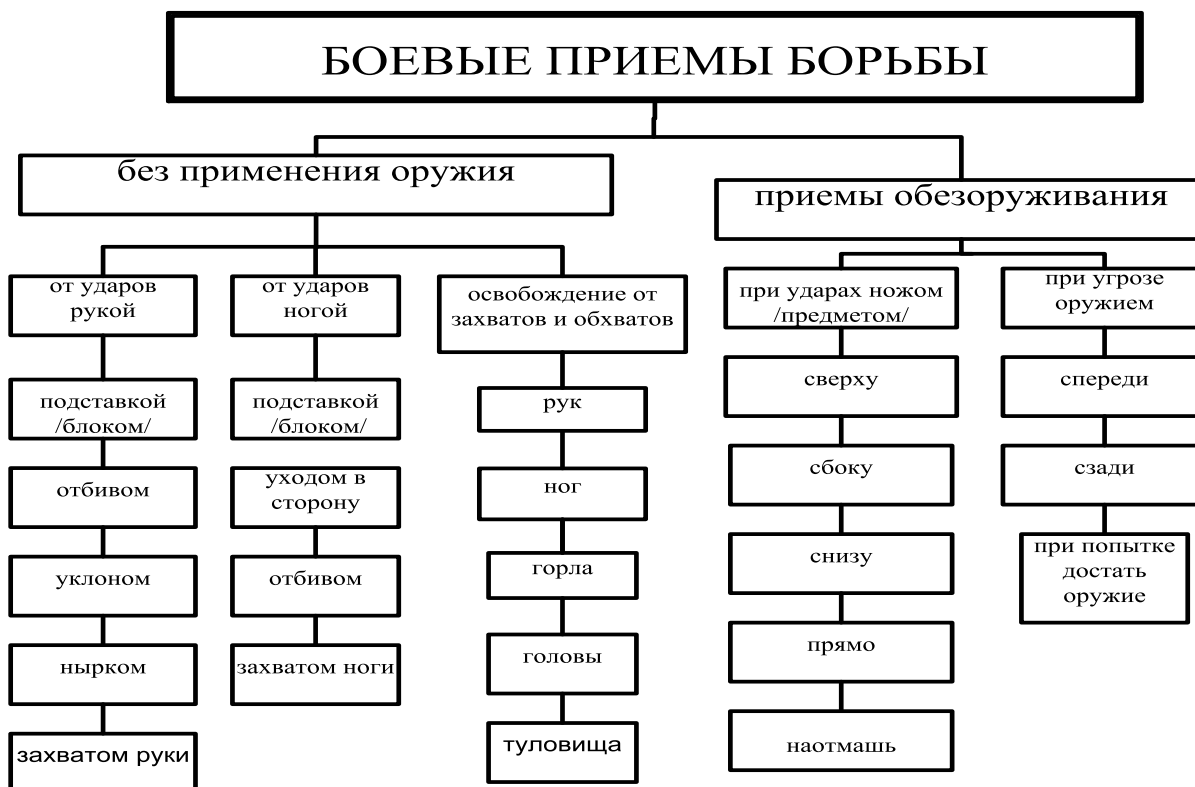 БОЕВЫЕ ПРИЕМЫ БОРЬБЫ
без применения оружия
приемы обезоруживания
от ударов
рукой
подставкой
/блоком/
отбивом
уклоном
нырком
захватом руки
от ударов
ногой
подставкой
/блоком/
уходом в
сторону
отбивом
захватом ноги
освобождение от
захватов и обхватов
рук
ног
горла
головы
туловища
при ударах ножом
/предметом/
сверху
сбоку
снизу
прямо
наотмашь
при угрозе
оружием
спереди
сзади
при попытке
достать
оружие